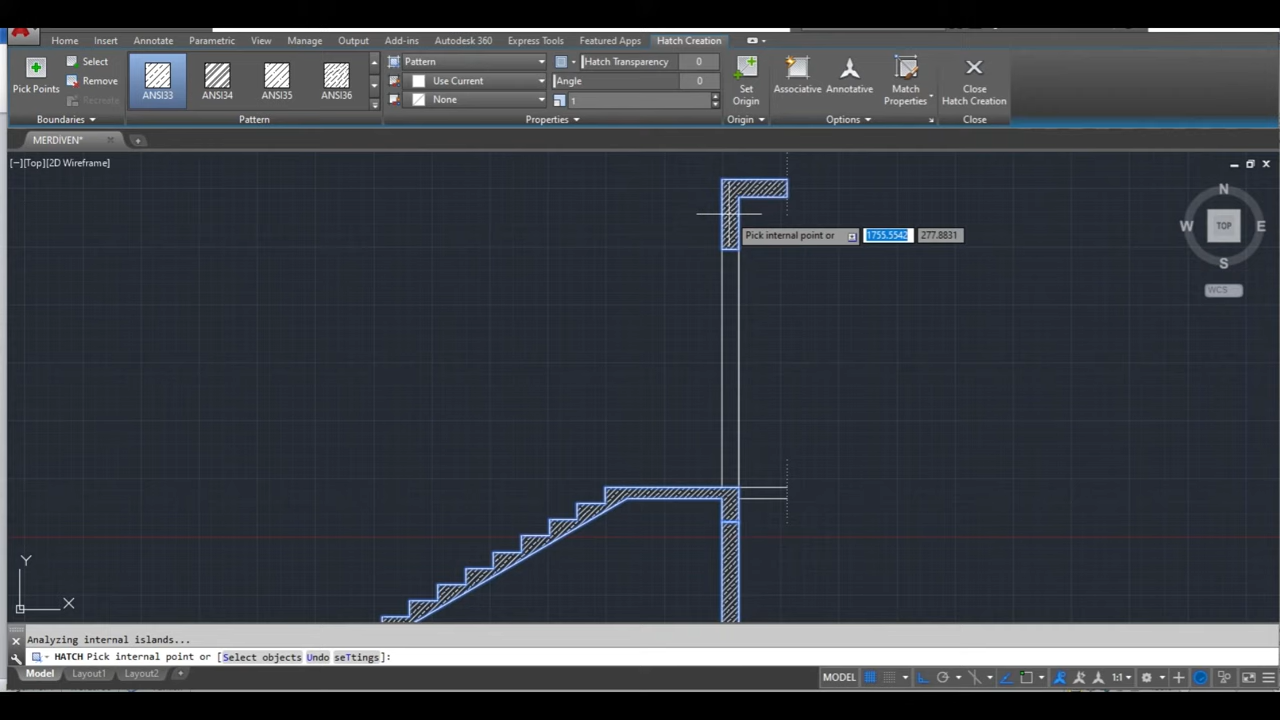 Home Insert Annotate Parametric View Manage Output Add-ins Autodesk 360 Express Tools Featured Apps Hatch Creation
Pick Points
Select
Remove
Recreate
Boundaries
ANSI33 ANSI34 ANSI35 ANSI36
Pattern
Pattern
Use Current
None
Hatch Transparency 0
Angle 0
1
Properties
Set
Origin
Origin
Associative Annotative Match
Properties
Options
Close
Hatch Creation
Close
MERDİVEN*
[−][Top][2D Wireframe]
N
W TOP E
S
WCS
Pick internal point or 1755.5542 277.8831
Y
X
Analyzing internal islands...
HATCH Pick internal point or [Select objects Undo seTtings]:
Model Layout1 Layout2 +
MODEL 1:1